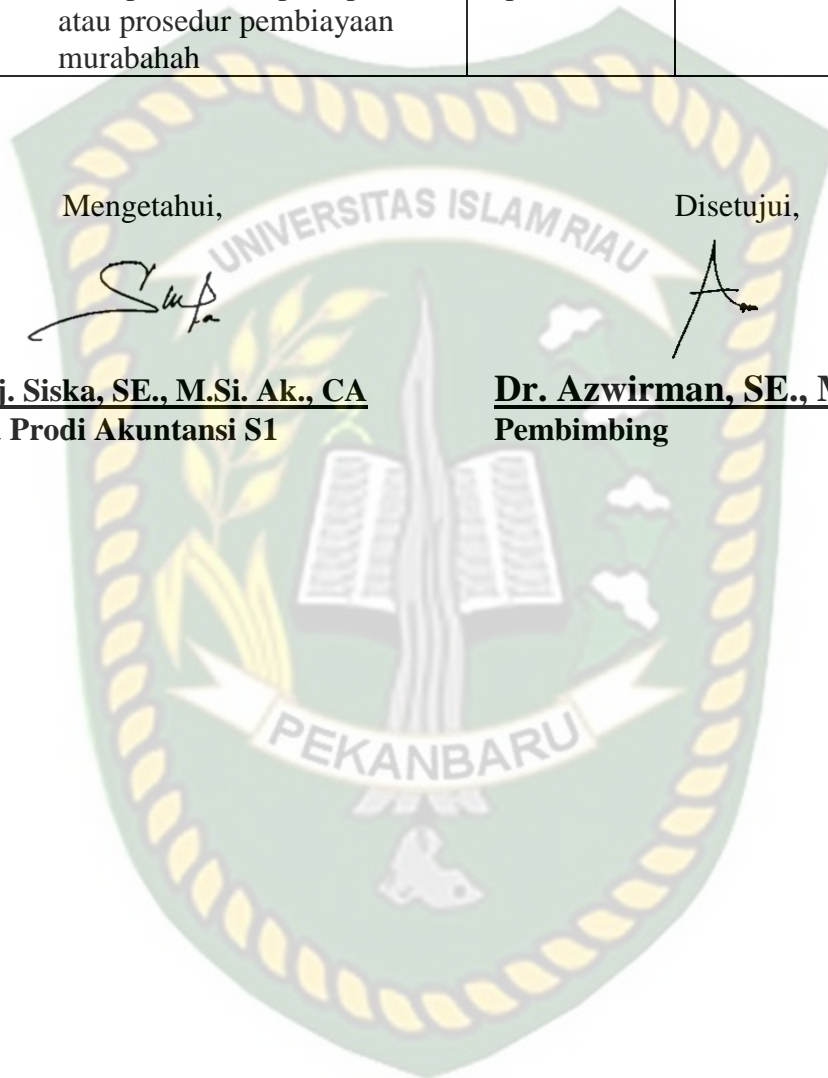 atau prosedur pembiayaan
murabahah
Mengetahui,
Disetujui,
UNIVERSITAS ISLAM RIAU
j. Siska, SE., M.Si. Ak., CA
Dr. Azwirman, SE., M
Prodi Akuntansi S1
Pembimbing
PEKANBARU